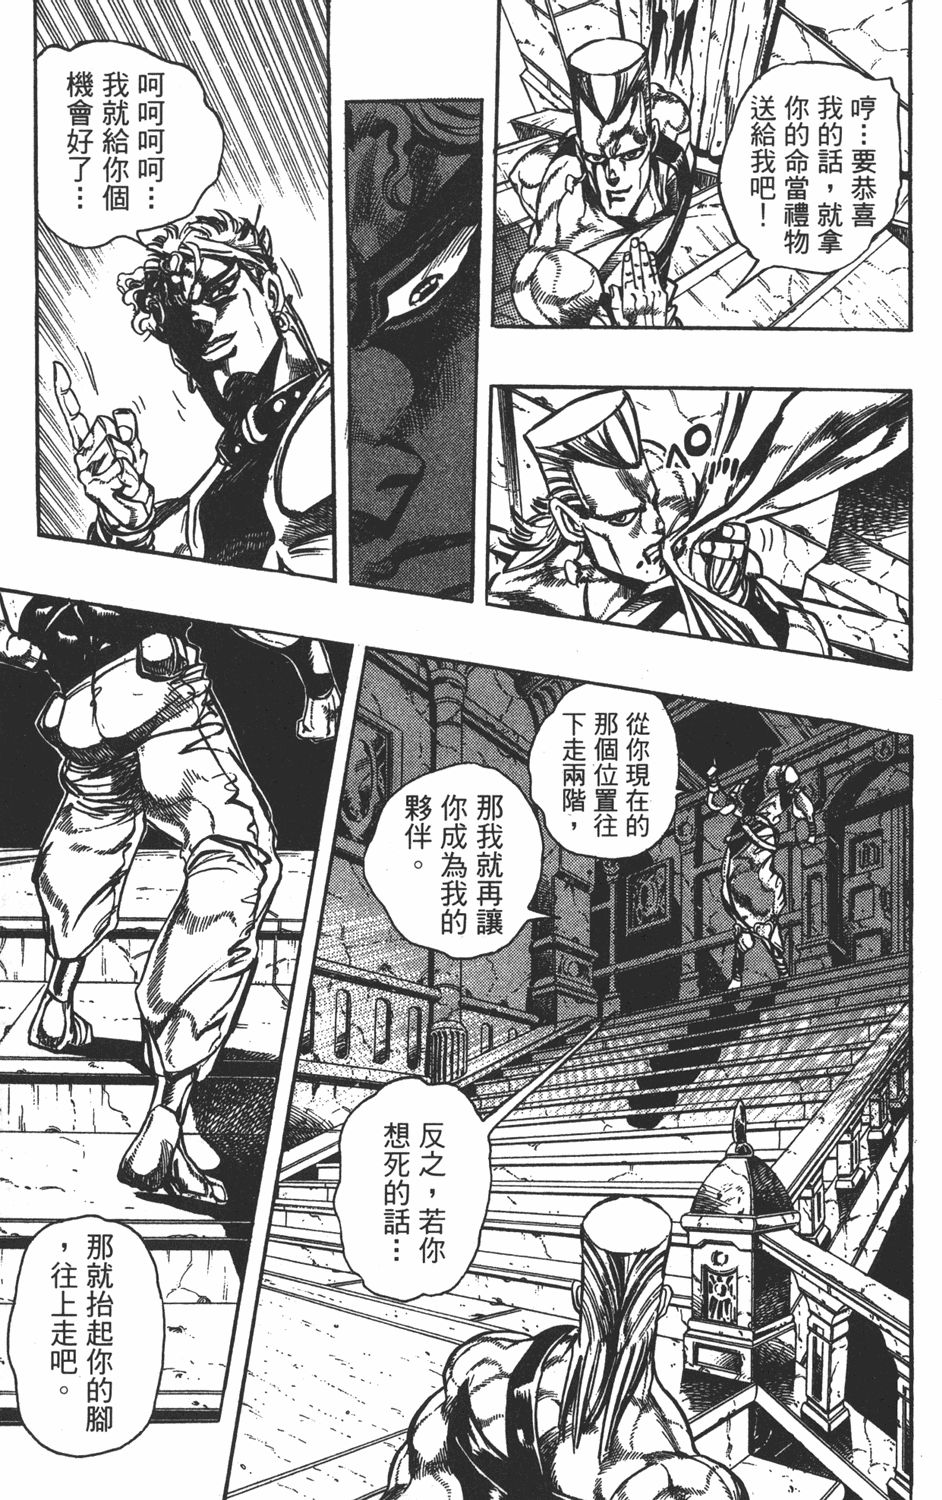 哼…要恭喜
我的話，就拿
你的命當禮物
送給我吧！
呵呵呵呵…
我就給你個
機會好了…
從你現在的
那個位置往
下走兩階，
那我就再讓
你成為我的
夥伴。
反之，若你
想死的話…
那就抬起你的腳
，往上走吧。